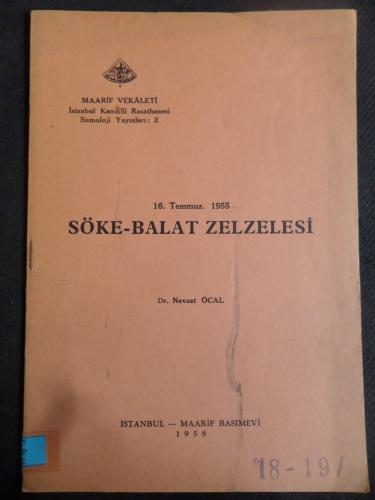 MAARİF VEKÂLETİ
İstanbul Kandilli Rasathanesi
Sismoloji Yayınları: 2
16. Temmuz. 1955
SÖKE-BALAT ZELZELESİ
Dr. Nevzat ÖCAL
ISTANBUL — MAARİF BASIMEVİ
1958
18-19/